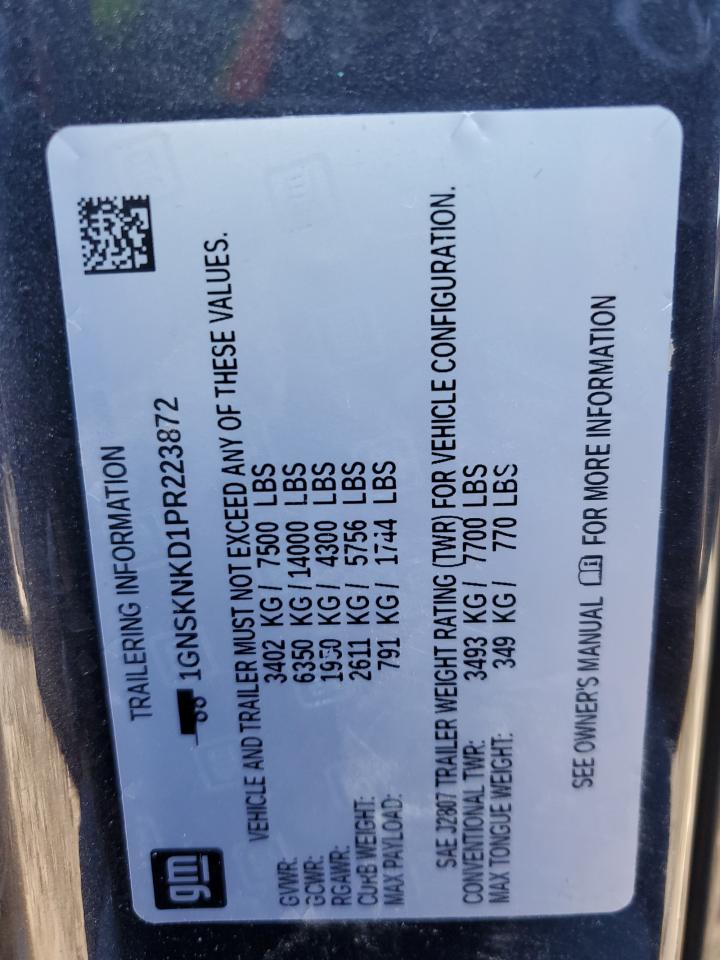 gm
TRAILERING INFORMATION
1GNSKNKD1PR223872
VEHICLE AND TRAILER MUST NOT EXCEED ANY OF THESE VALUES.
GVWR: 3402 KG / 7500 LBS
GCWR: 6350 KG / 14000 LBS
RGAWR: 1950 KG / 4300 LBS
CURB WEIGHT: 2611 KG / 5756 LBS
MAX PAYLOAD: 791 KG / 1744 LBS
SAE J2807 TRAILER WEIGHT RATING (TWR) FOR VEHICLE CONFIGURATION.
CONVENTIONAL TWR: 3493 KG / 7700 LBS
MAX TONGUE WEIGHT: 349 KG / 770 LBS
SEE OWNER'S MANUAL FOR MORE INFORMATION